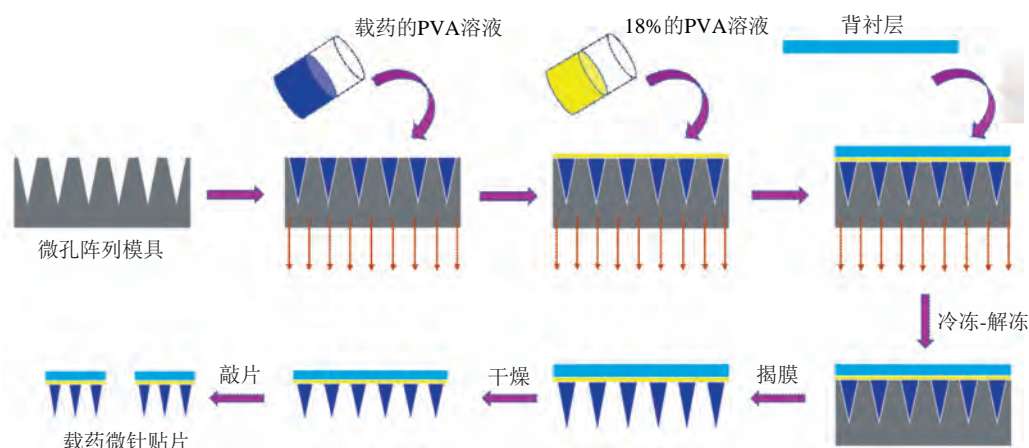 载药的PVA溶液
18%的PVA溶液
背衬层
微孔阵列模具
冷冻-解冻
敲片
干燥
揭膜
载药微针贴片